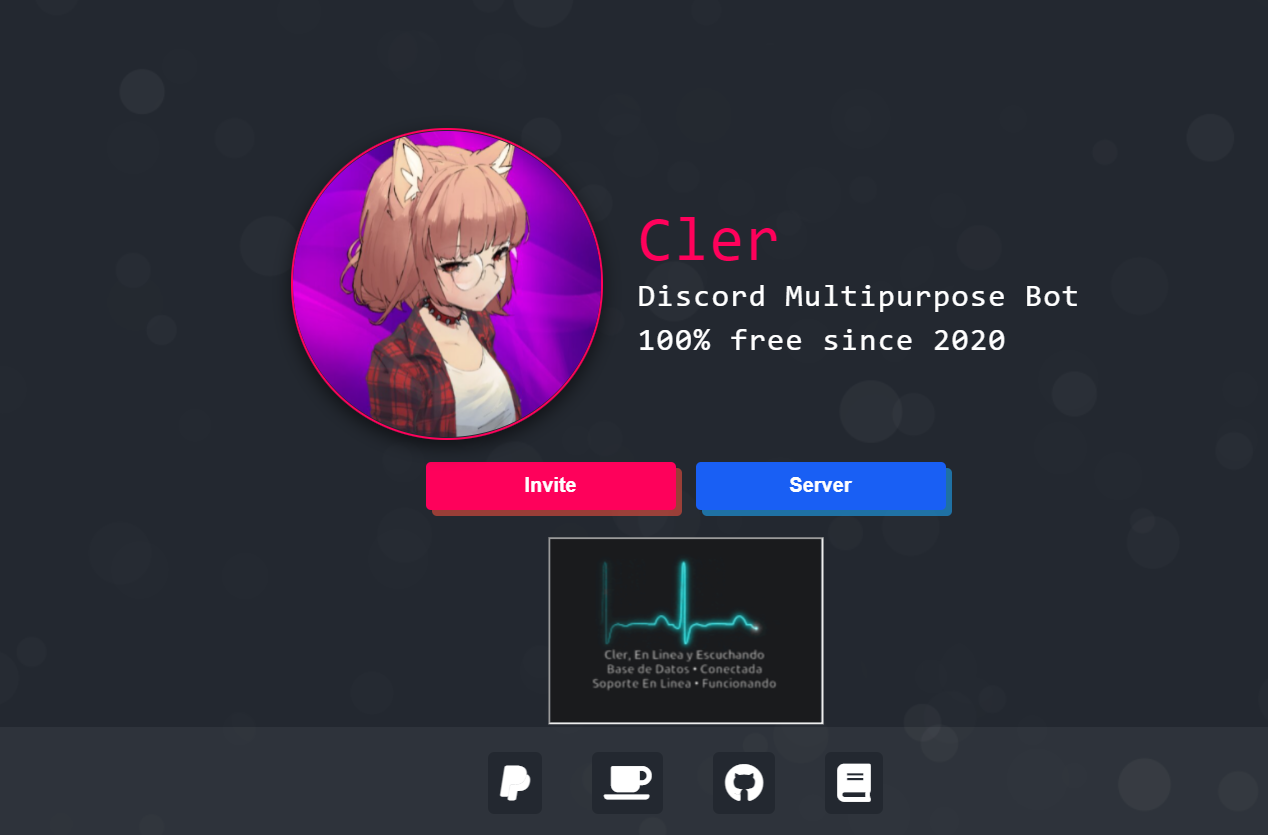 Cler
Discord Multipurpose Bot
100% free since 2020
Invite
Server
Cler, En Linea y Escuchando
Base de Datos • Conectada
Soporte En Linea • Funcionando